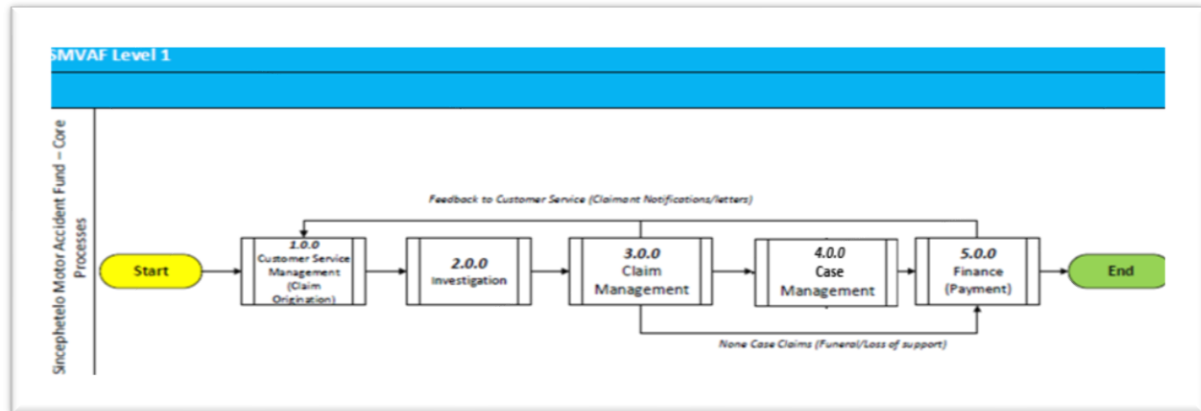 SMVAF Level 1
Sincephetelo Motor Accident Fund – Core
Processes
Feedback to Customer Service (Claimant Notifications/letters)
Start
1.0.0
Customer Service
Management
(Claim
Origination)
2.0.0
Investigation
3.0.0
Claim
Management
4.0.0
Case
Management
5.0.0
Finance
(Payment)
End
None Case Claims (Funeral/Loss of support)